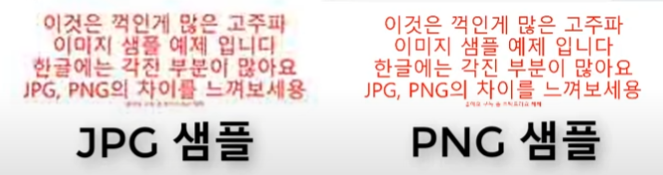 이것은 꺽인게 많은 고주파
이미지 샘플 예제 입니다
한글에는 각진 부분이 많아요
JPG, PNG의 차이를 느껴보세용
JPG 샘플
이것은 꺽인게 많은 고주파
이미지 샘플 예제 입니다
한글에는 각진 부분이 많아요
JPG, PNG의 차이를 느껴보세용
PNG 샘플